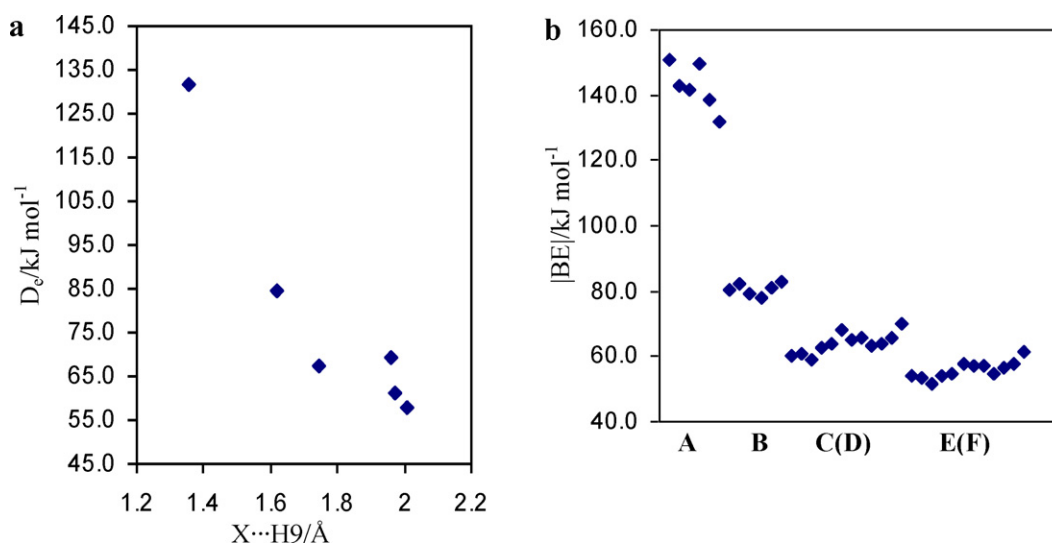 a
145.0
135.0
125.0
115.0
105.0
95.0
85.0
75.0
65.0
55.0
45.0
Dₑ/kJ mol⁻¹
1.2 1.4 1.6 1.8 2 2.2
X···H9/Å
b
160.0
140.0
120.0
100.0
80.0
60.0
40.0
|BE|/kJ mol⁻¹
A B C(D) E(F)